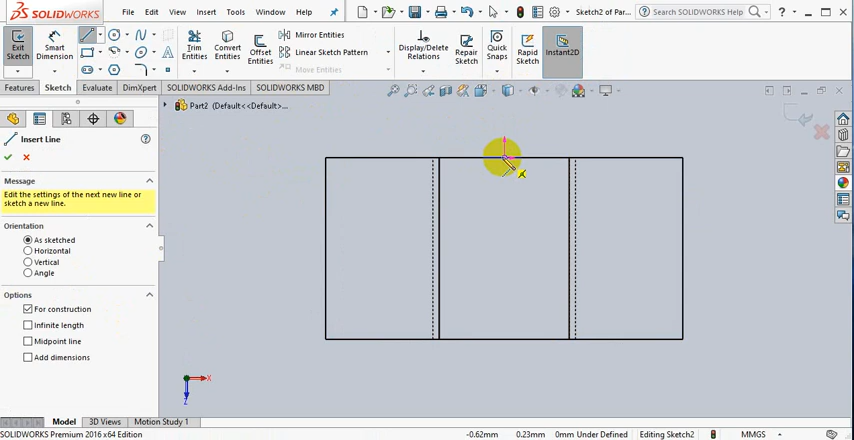 SOLIDWORKS File Edit View Insert Tools Window Help Sketch2 of Par... Search SOLIDWORKS Help ?
Exit Sketch
Smart Dimension
Trim Entities
Convert Entities
Offset Entities
Mirror Entities
Linear Sketch Pattern
Move Entities
Display/Delete Relations
Repair Sketch
Quick Snaps
Rapid Sketch
Instant2D
Features Sketch Evaluate DimXpert SOLIDWORKS Add-Ins SOLIDWORKS MBD
Part2 (Default<<Default>...
Insert Line
Message
Edit the settings of the next new line or
sketch a new line.
Orientation
As sketched
Horizontal
Vertical
Angle
Options
For construction
Infinite length
Midpoint line
Add dimensions
X
Z
Model 3D Views Motion Study 1
SOLIDWORKS Premium 2016 x64 Edition -0.62mm 0.23mm 0mm Under Defined Editing Sketch2 MMGS